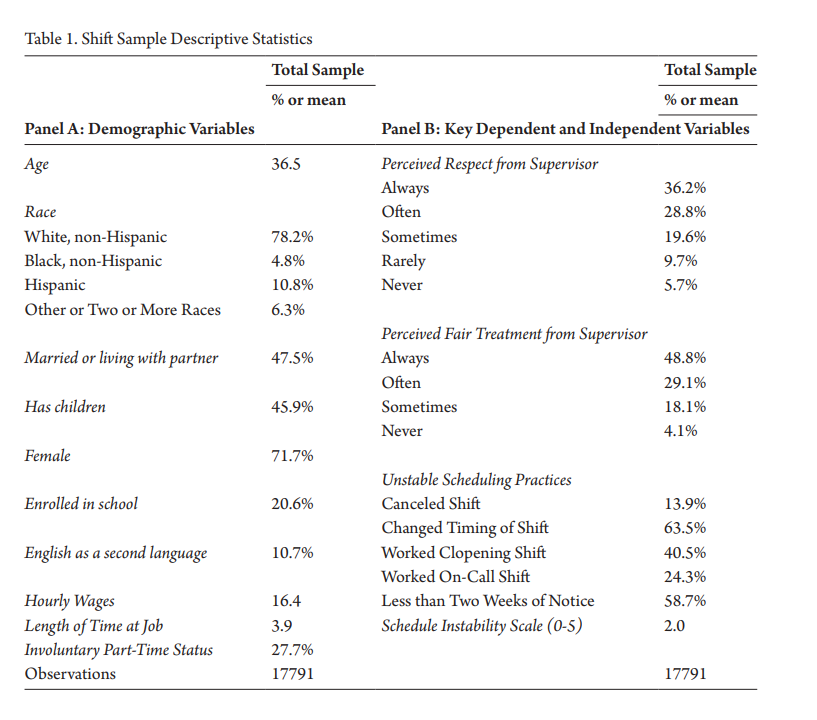 Table 1. Shift Sample Descriptive Statistics
Total Sample Total Sample
% or mean % or mean
Panel A: Demographic Variables Panel B: Key Dependent and Independent Variables
Age 36.5 Perceived Respect from Supervisor
Always 36.2%
Race Often 28.8%
White, non-Hispanic 78.2% Sometimes 19.6%
Black, non-Hispanic 4.8% Rarely 9.7%
Hispanic 10.8% Never 5.7%
Other or Two or More Races 6.3%
Perceived Fair Treatment from Supervisor
Married or living with partner 47.5% Always 48.8%
Often 29.1%
Has children 45.9% Sometimes 18.1%
Never 4.1%
Female 71.7%
Unstable Scheduling Practices
Enrolled in school 20.6% Canceled Shift 13.9%
Changed Timing of Shift 63.5%
English as a second language 10.7% Worked Clopening Shift 40.5%
Worked On-Call Shift 24.3%
Hourly Wages 16.4 Less than Two Weeks of Notice 58.7%
Length of Time at Job 3.9 Schedule Instability Scale (0-5) 2.0
Involuntary Part-Time Status 27.7%
Observations 17791 17791